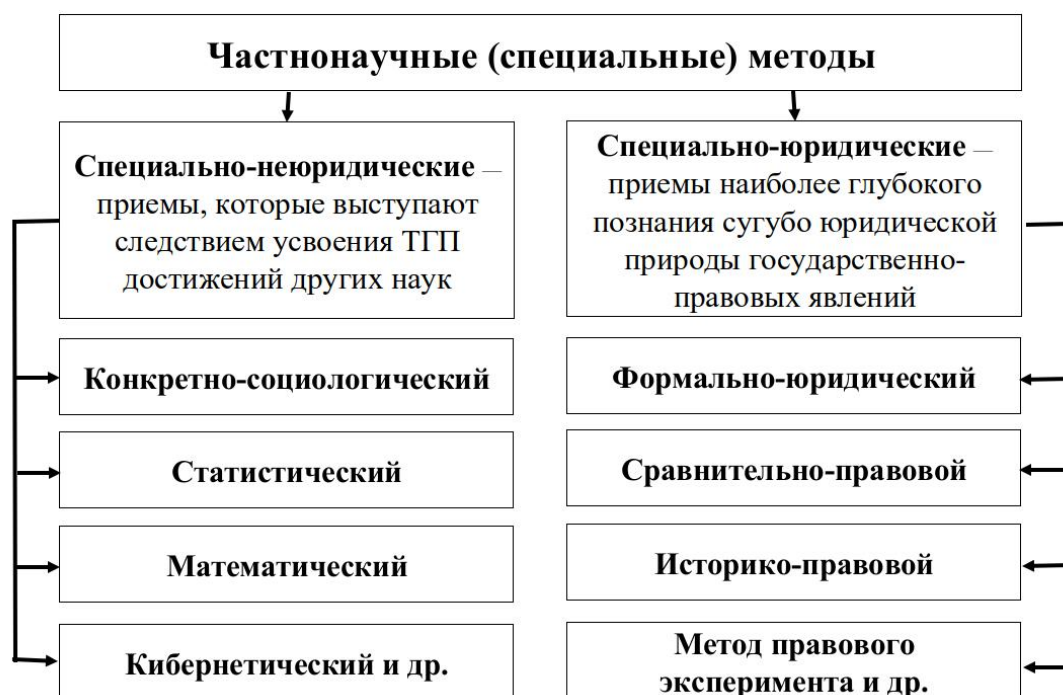 Частнонаучные (специальные) методы
Специально-неюридические —
приемы, которые выступают
следствием усвоения ТГП
достижений других наук
Специально-юридические —
приемы наиболее глубокого
познания сугубо юридической
природы государственно-
правовых явлений
Конкретно-социологический
Формально-юридический
Статистический
Сравнительно-правовой
Математический
Историко-правовой
Кибернетический и др.
Метод правового
эксперимента и др.